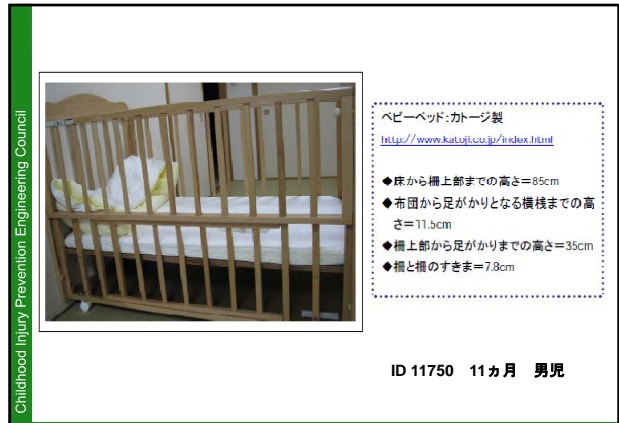 Childhood Injury Prevention Engineering Council
ベビーベッド:カトージ製
http://www.katoji.co.jp/index.html
◆床から柵上部までの高さ=85cm
◆布団から足がかりとなる横桟までの高
さ=11.5cm
◆柵上部から足がかりまでの高さ=35cm
◆柵と柵のすきま=7.8cm
ID 11750 11ヵ月 男児